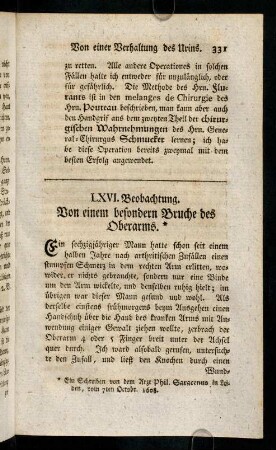 Von einer Verhaltung des Urins. 331
zu retten. Alle andere Operationes in solchen
Fällen halte ich entweder für unzulänglich, oder
für gefährlich. Die Methode des Hrn. Flu-
rants ist in den melanges de Chirurgie des
Hrn. Pouteau beschrieben, man kann aber auch
den Handgrif aus dem zweyten Theil der chirur-
gischen Wahrnehmungen des Hrn. Gene-
ral-Chirurgus Schmucker lernen; ich ha-
be diese Operation bereits zweymal mit dem
besten Erfolg angewendet.
LXVI. Beobachtung.
Von einem besondern Bruche des
Oberarms. *
Ein sechzigjähriger Mann hatte schon seit einem
halben Jahre nach arthritischen Zufällen einen
stumpfen Schmerz in dem rechten Arm erlitten, wo-
wider er nichts gebrauchte, sondern nur eine Binde
um den Arm wickelte, und denselben ruhig hielt; im
übrigen war dieser Mann gesund und wohl. Als
derselbe einstens frühmorgens beym Ausgehen einen
Handschuh über die Hand des kranken Arms mit An-
wendung einiger Gewalt ziehen wollte, zerbrach der
Oberarm 4 oder 5 Finger breit unter der Achsel
quer durch. Ich ward alsobald gerufen, untersuch-
te den Zufall, und ließ den Knochen durch einen
Wund-
* Ein Schreiben von dem Arzt Phil. Saracenus in Ly-
on, vom 7ten Octobr. 1608.